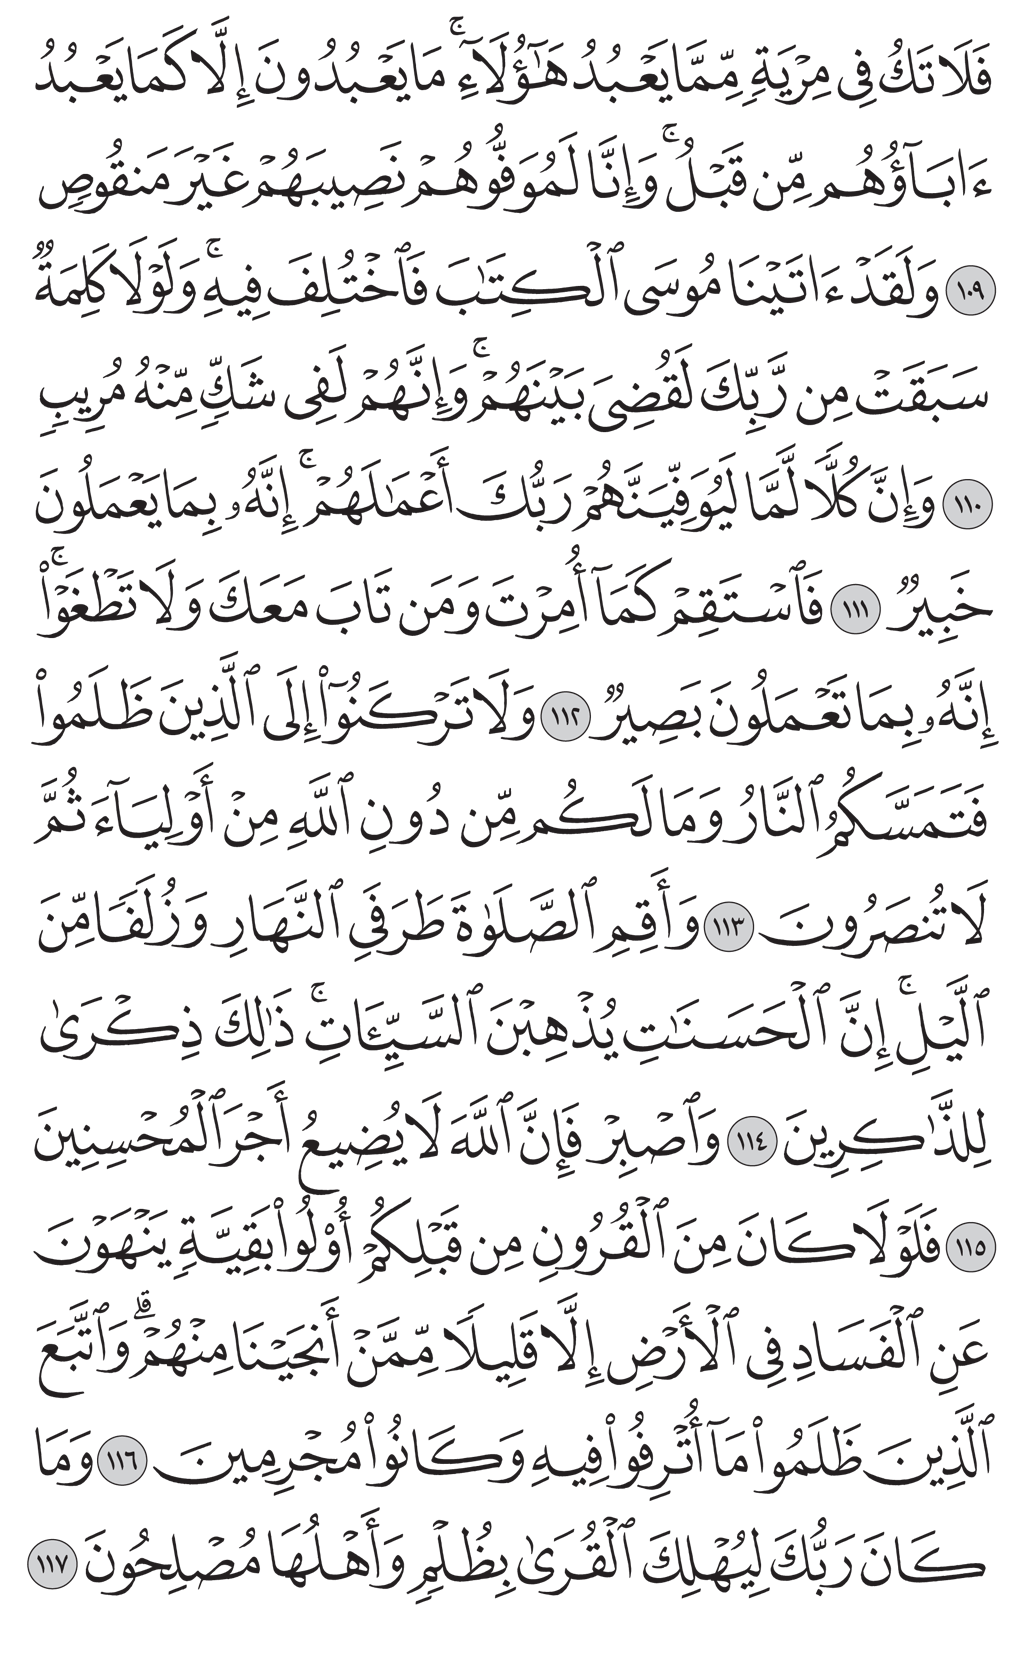 فَلَا تَكُ فِى مِرْيَةٍ مِّمَّا يَعْبُدُ هَٰٓؤُلَآءِ ۚ مَا يَعْبُدُونَ إِلَّا كَمَا يَعْبُدُ
ءَابَآؤُهُم مِّن قَبْلُ ۚ وَإِنَّا لَمُوَفُّوهُمْ نَصِيبَهُمْ غَيْرَ مَنقُوصٍ
١٠٩ وَلَقَدْ ءَاتَيْنَا مُوسَى ٱلْكِتَٰبَ فَٱخْتُلِفَ فِيهِ ۚ وَلَوْلَا كَلِمَةٌ
سَبَقَتْ مِن رَّبِّكَ لَقُضِىَ بَيْنَهُمْ ۚ وَإِنَّهُمْ لَفِى شَكٍّ مِّنْهُ مُرِيبٍ
١١٠ وَإِنَّ كُلًّا لَّمَّا لَيُوَفِّيَنَّهُمْ رَبُّكَ أَعْمَٰلَهُمْ ۚ إِنَّهُۥ بِمَا يَعْمَلُونَ
خَبِيرٌ ١١١ فَٱسْتَقِمْ كَمَآ أُمِرْتَ وَمَن تَابَ مَعَكَ وَلَا تَطْغَوْا۟ ۚ
إِنَّهُۥ بِمَا تَعْمَلُونَ بَصِيرٌ ١١٢ وَلَا تَرْكَنُوٓا۟ إِلَى ٱلَّذِينَ ظَلَمُوا۟
فَتَمَسَّكُمُ ٱلنَّارُ وَمَا لَكُم مِّن دُونِ ٱللَّهِ مِنْ أَوْلِيَآءَ ثُمَّ
لَا تُنصَرُونَ ١١٣ وَأَقِمِ ٱلصَّلَوٰةَ طَرَفَىِ ٱلنَّهَارِ وَزُلَفًا مِّنَ
ٱلَّيْلِ ۚ إِنَّ ٱلْحَسَنَٰتِ يُذْهِبْنَ ٱلسَّيِّـَٔاتِ ۚ ذَٰلِكَ ذِكْرَىٰ
لِلذَّٰكِرِينَ ١١٤ وَٱصْبِرْ فَإِنَّ ٱللَّهَ لَا يُضِيعُ أَجْرَ ٱلْمُحْسِنِينَ
١١٥ فَلَوْلَا كَانَ مِنَ ٱلْقُرُونِ مِن قَبْلِكُمْ أُو۟لُوا۟ بَقِيَّةٍ يَنْهَوْنَ
عَنِ ٱلْفَسَادِ فِى ٱلْأَرْضِ إِلَّا قَلِيلًا مِّمَّنْ أَنجَيْنَا مِنْهُمْ ۗ وَٱتَّبَعَ
ٱلَّذِينَ ظَلَمُوا۟ مَآ أُتْرِفُوا۟ فِيهِ وَكَانُوا۟ مُجْرِمِينَ ١١٦ وَمَا
كَانَ رَبُّكَ لِيُهْلِكَ ٱلْقُرَىٰ بِظُلْمٍ وَأَهْلُهَا مُصْلِحُونَ ١١٧